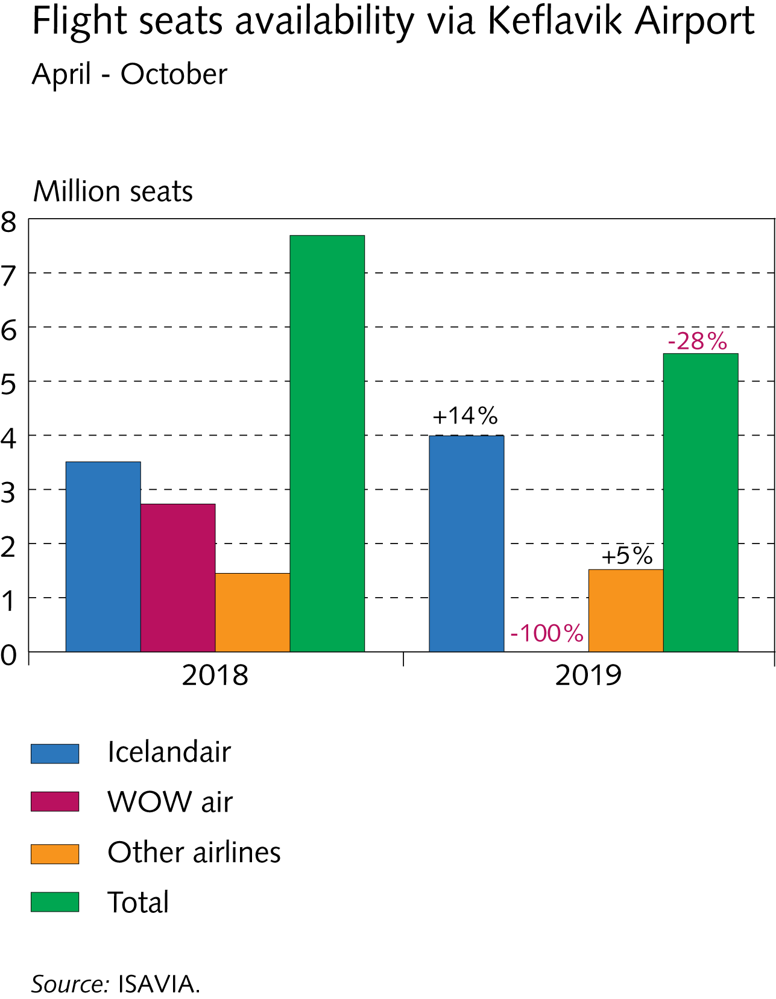 Flight seats availability via Keflavik Airport
April - October
Million seats
8
7
6
5
4
3
2
1
0
-28%
+14%
+5%
-100%
2018
2019
Icelandair
WOW air
Other airlines
Total
Source: ISAVIA.